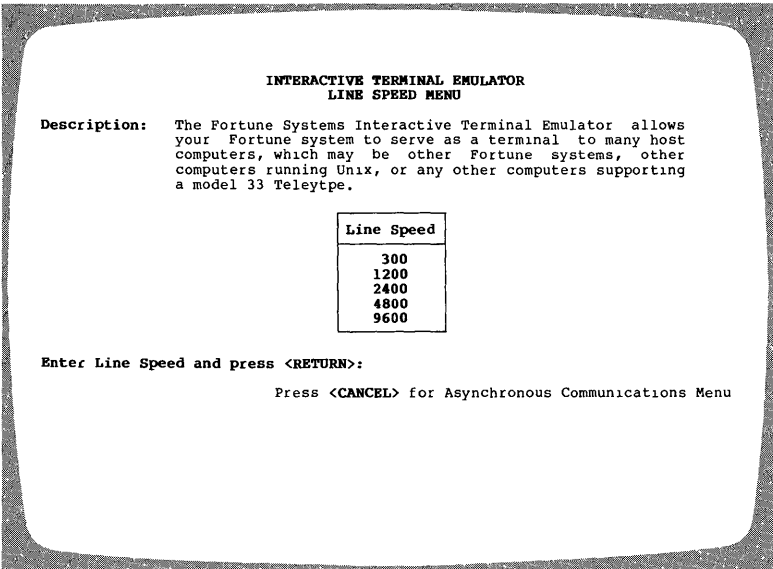 INTERACTIVE TERMINAL EMULATOR
LINE SPEED MENU
Description: The Fortune Systems Interactive Terminal Emulator allows
your Fortune system to serve as a terminal to many host
computers, which may be other Fortune systems, other
computers running Unix, or any other computers supporting
a model 33 Teleytpe.
Line Speed
300
1200
2400
4800
9600
Enter Line Speed and press <RETURN>:
Press <CANCEL> for Asynchronous Communications Menu